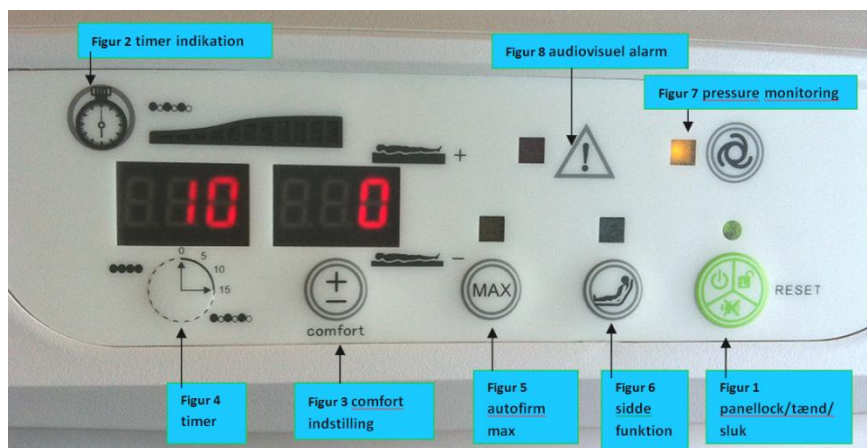 Figur 2 timer indikation
Figur 8 audiovisuel alarm
Figur 7 pressure monitoring
+
10
0
0
5
10
15
+
−
comfort
−
MAX
RESET
Figur 4
timer
Figur 3 comfort
indstilling
Figur 5
autofirm
max
Figur 6
sidde
funktion
Figur 1
panellock/tænd/
sluk